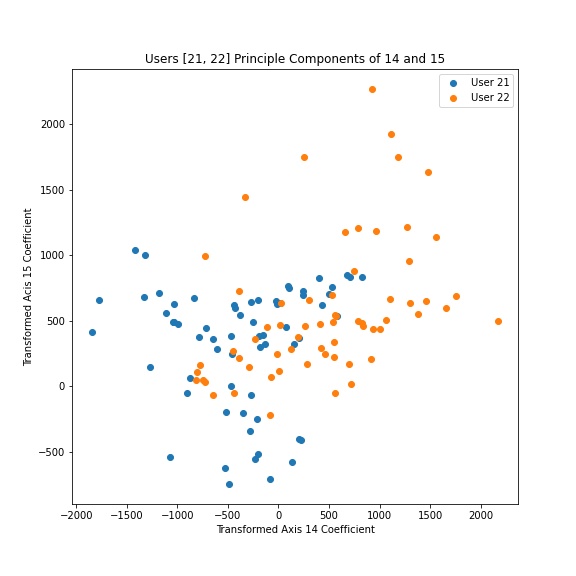 Users [21, 22] Principle Components of 14 and 15
User 21
User 22
2000
1500
1000
500
0
−500
Transformed Acis 15 Coefficient
−2000 −1500 −1000 −500 0 500 1000 1500 2000
Transformed Axis 14 Coefficient